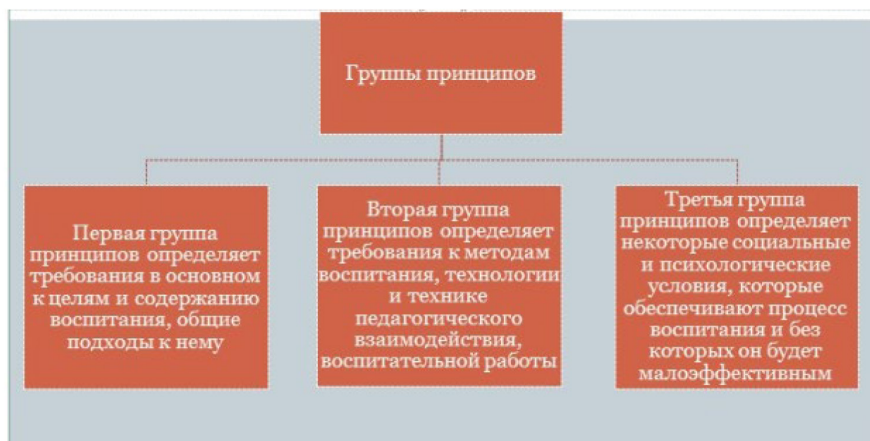 Группы принципов
Первая группа
принципов определяет
требования в основном
к целям и содержанию
воспитания, общие
подходы к нему
Вторая группа
принципов определяет
требования к методам
воспитания, технологии
и технике
педагогического
взаимодействия,
воспитательной работы
Третья группа
принципов определяет
некоторые социальные
и психологические
условия, которые
обеспечивают процесс
воспитания и без
которых он будет
малоэффективным